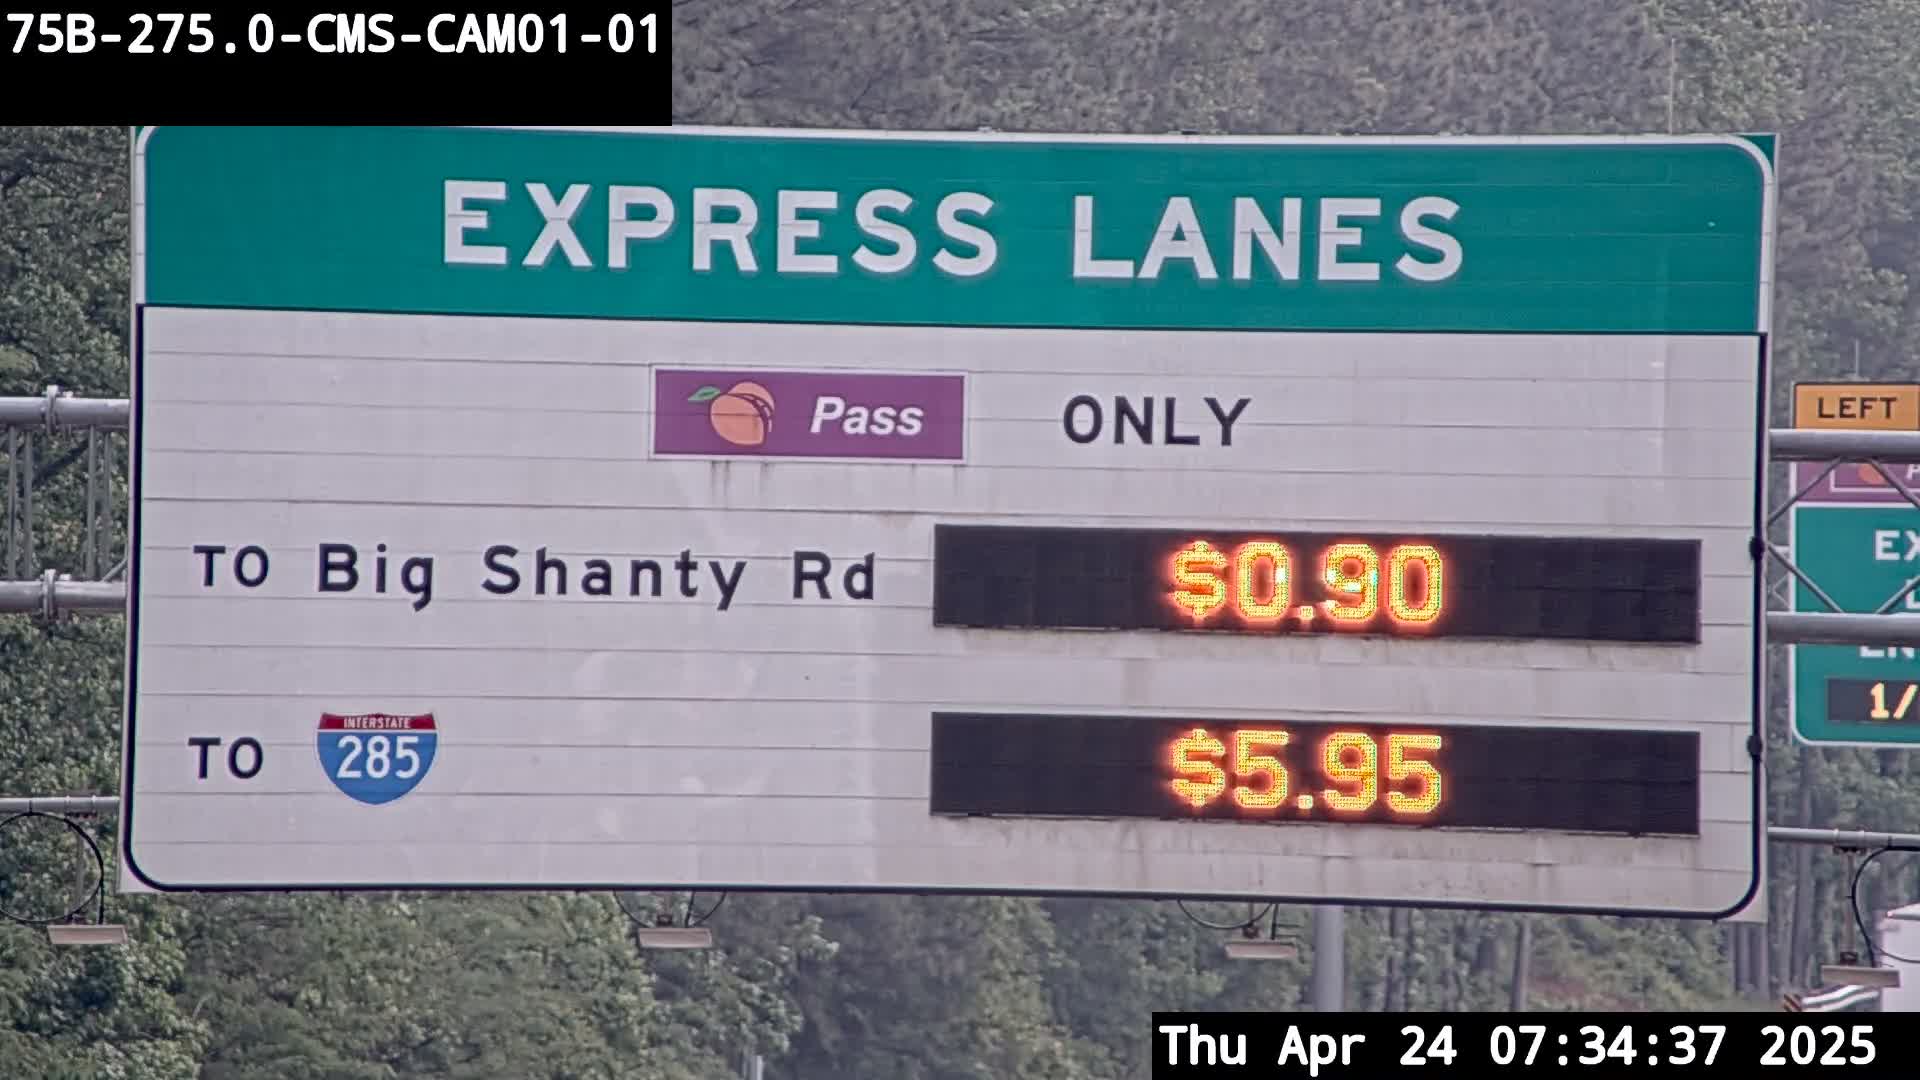 75B-275.0-CMS-CAM01-01
EXPRESS LANES
Pass ONLY
TO Big Shanty Rd $0.90
TO INTERSTATE 285 $5.95
LEFT
1/
Thu Apr 24 07:34:37 2025